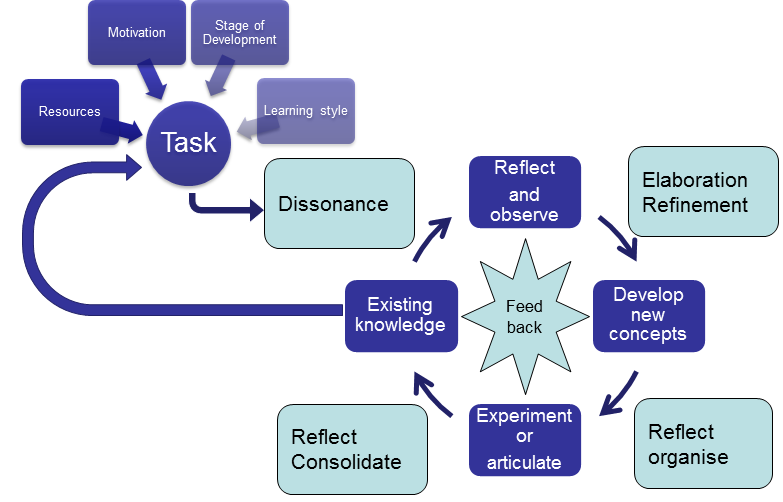 Motivation
Stage of
Development
Resources
Learning style
Task
Dissonance
Reflect
and
observe
Elaboration
Refinement
Existing
knowledge
Feed
back
Develop
new
concepts
Reflect
Consolidate
Experiment
or
articulate
Reflect
organise